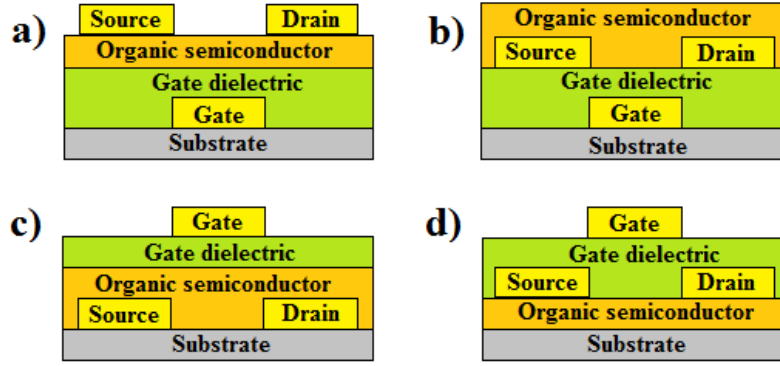 a)
Source
Drain
Organic semiconductor
Gate dielectric
Gate
Substrate
b)
Organic semiconductor
Source
Drain
Gate dielectric
Gate
Substrate
c)
Gate
Gate dielectric
Organic semiconductor
Source
Drain
Substrate
d)
Gate
Gate dielectric
Source
Drain
Organic semiconductor
Substrate